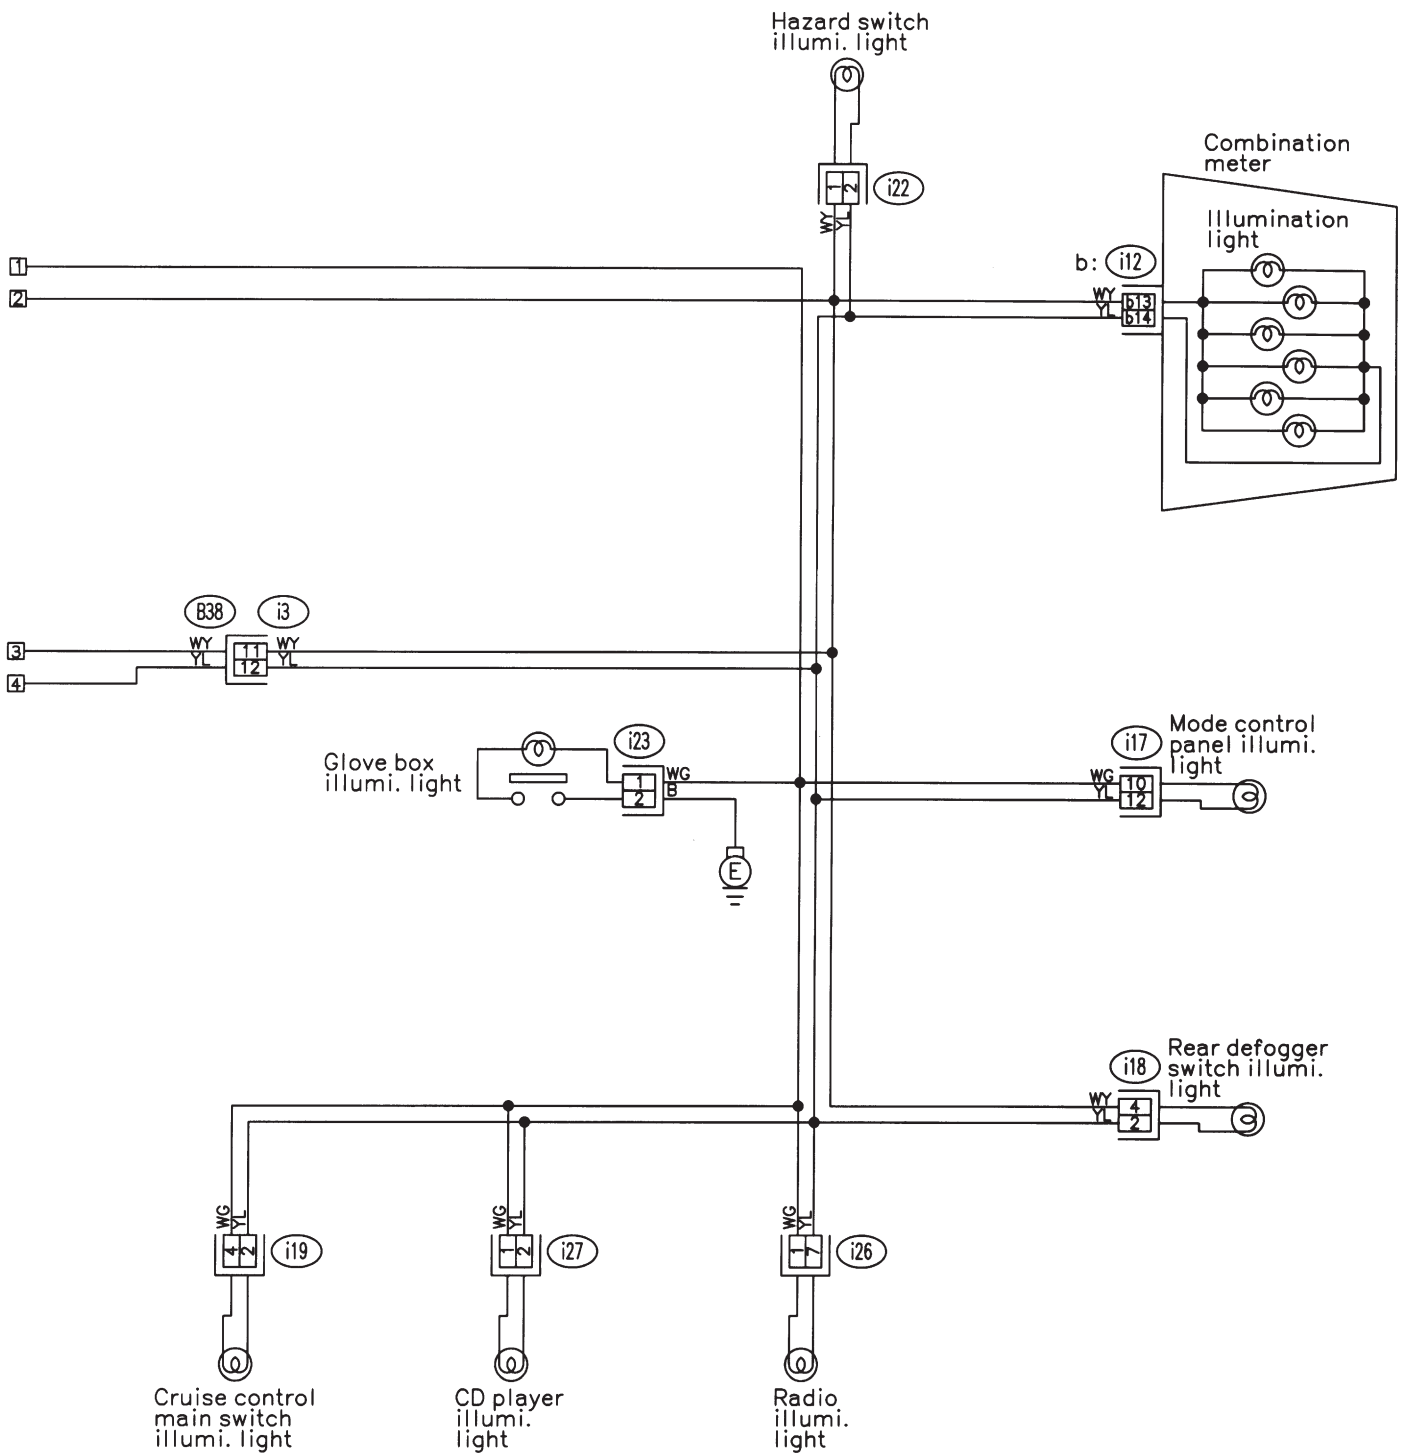 Hazard switch
illumi. light
1
2
i22
WY
YL
Combination
meter
Illumination
light
b: i12
WY
YL
b13
b14
1
2
B38
i3
3
4
WY
YL
11
12
WY
YL
Glove box
illumi. light
i23
1
2
WG
B
E
i17
Mode control
panel illumi.
light
WG
YL
10
12
i18
Rear defogger
switch illumi.
light
WY
YL
4
2
WG
YL
4
2
i19
Cruise control
main switch
illumi. light
WG
YL
1
2
i27
CD player
illumi.
light
WG
YL
1
7
i26
Radio
illumi.
light